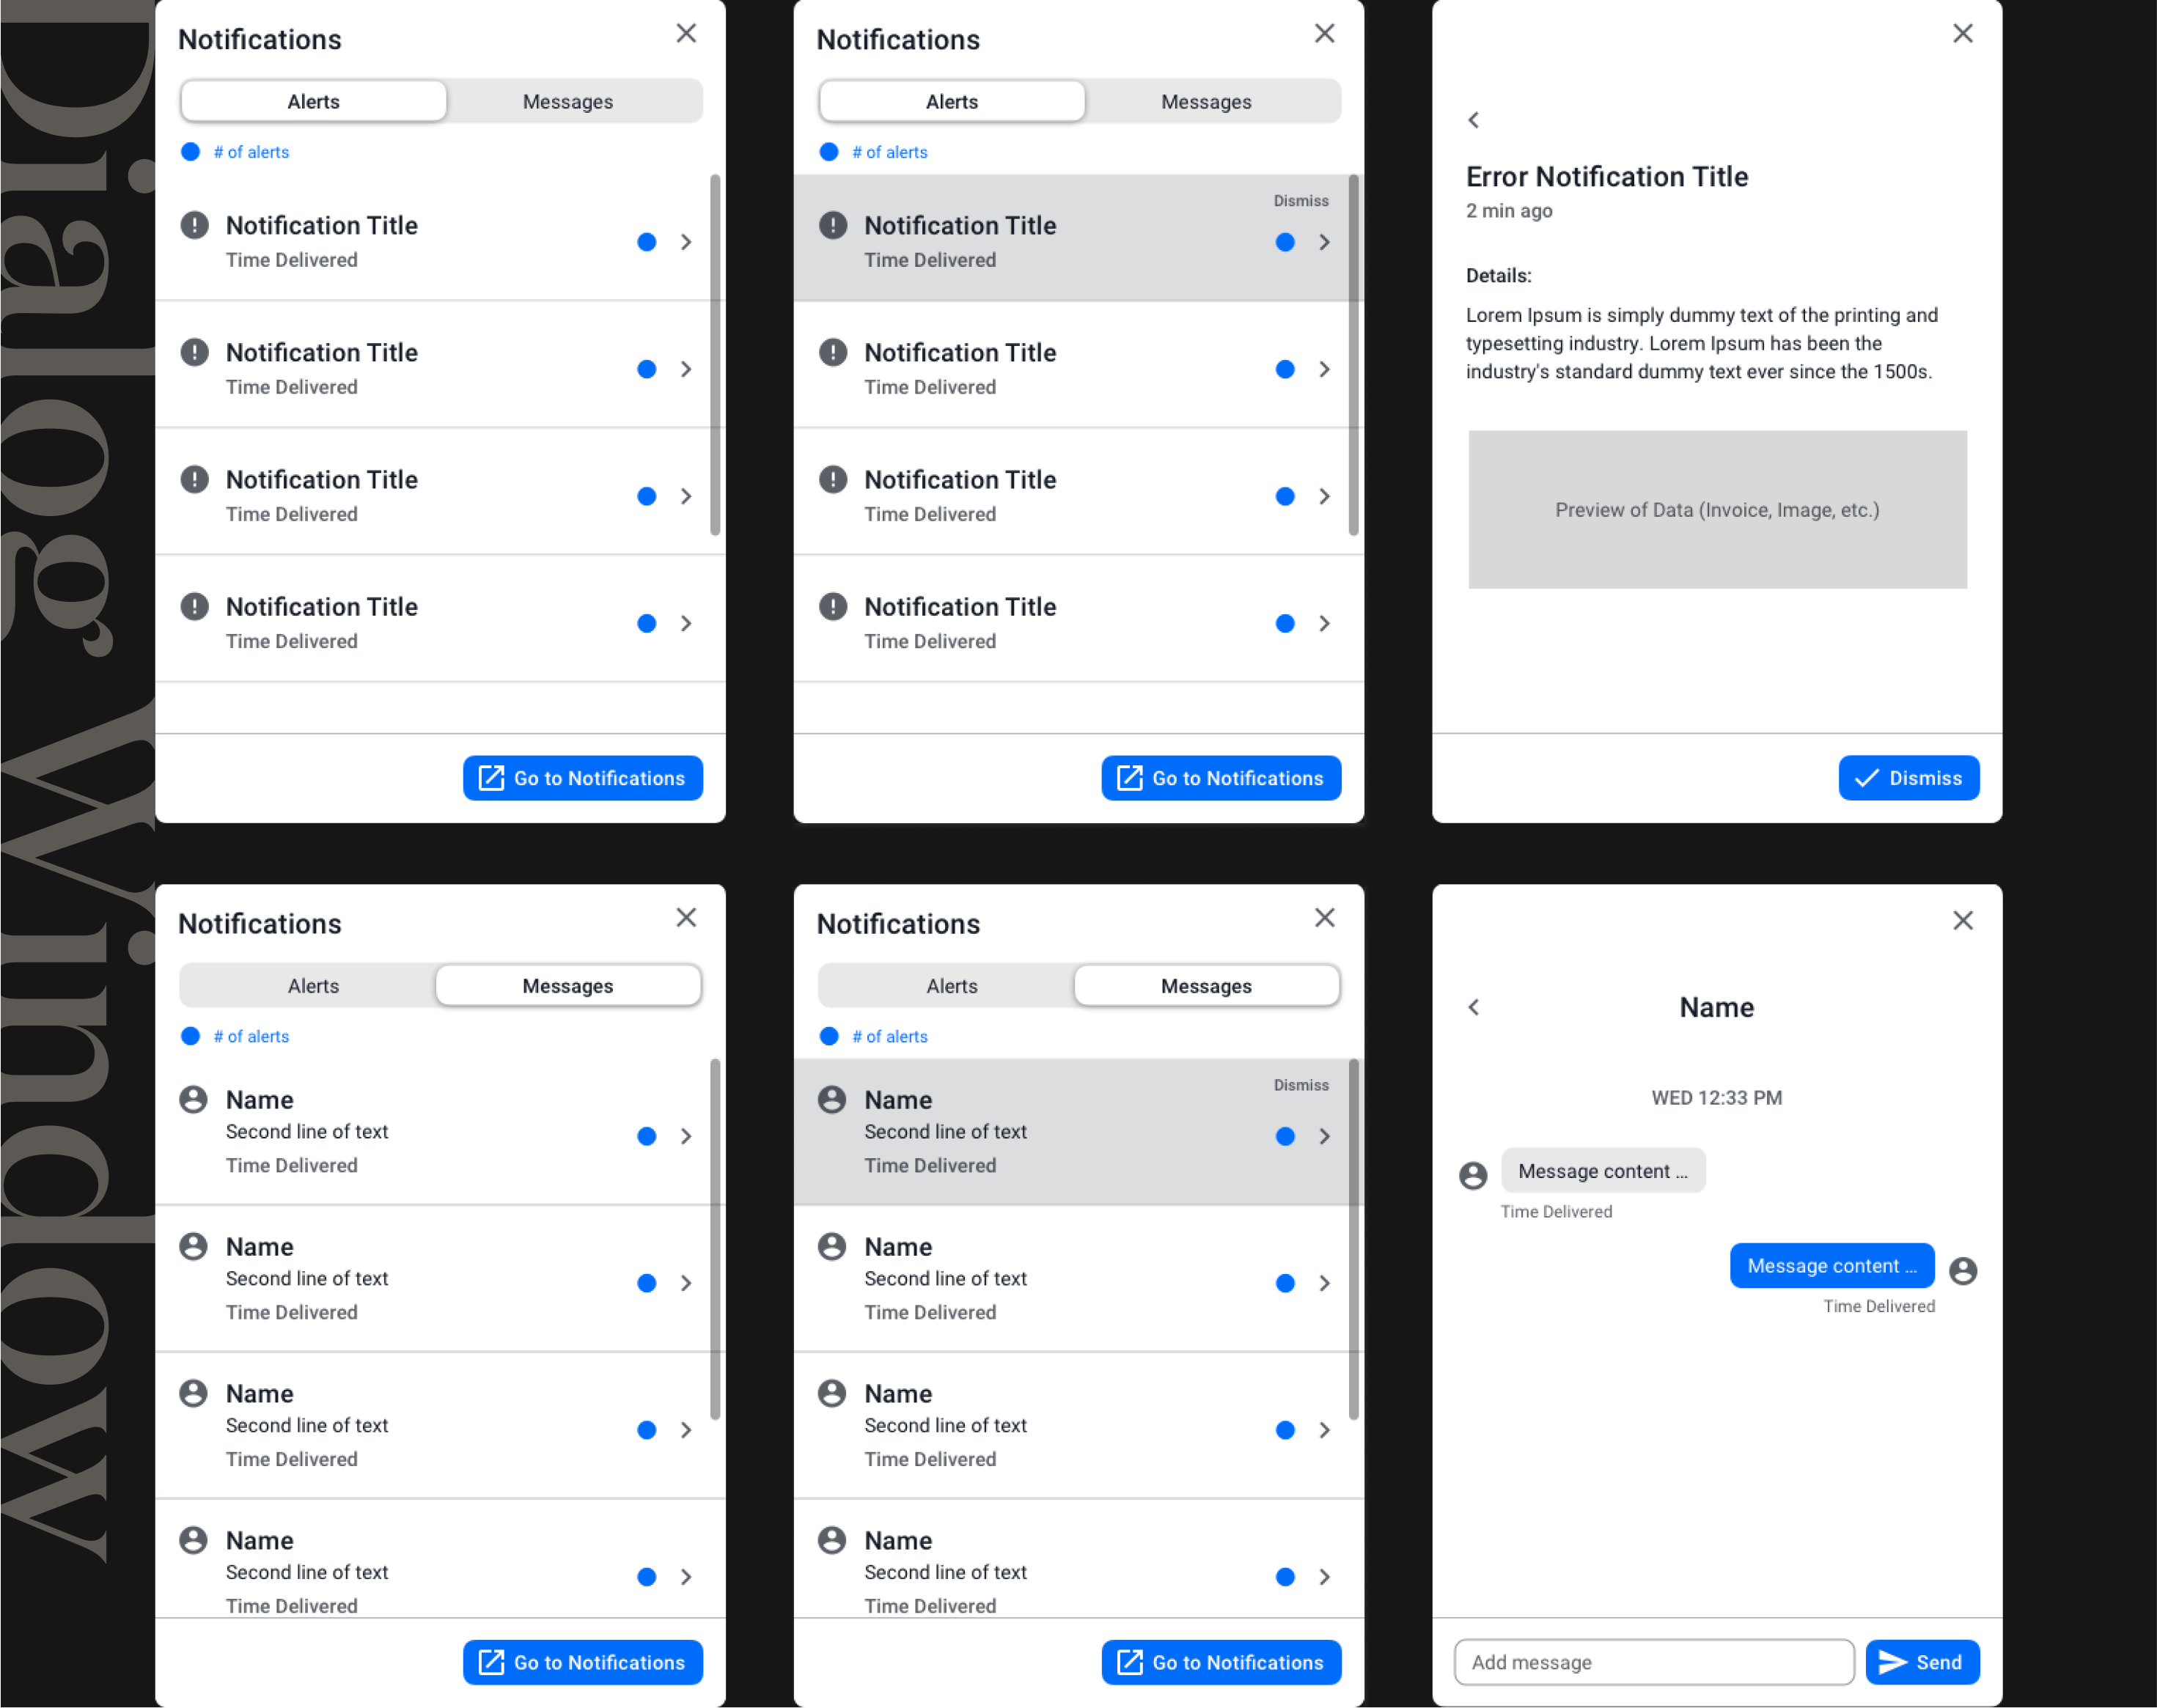 Dialog Window
Notifications
Alerts
Messages
# of alerts
Notification Title
Time Delivered
Notification Title
Time Delivered
Notification Title
Time Delivered
Notification Title
Time Delivered
Go to Notifications
Notifications
Alerts
Messages
# of alerts
Dismiss
Notification Title
Time Delivered
Notification Title
Time Delivered
Notification Title
Time Delivered
Notification Title
Time Delivered
Go to Notifications
Error Notification Title
2 min ago
Details:
Lorem Ipsum is simply dummy text of the printing and
typesetting industry. Lorem Ipsum has been the
industry's standard dummy text ever since the 1500s.
Preview of Data (Invoice, Image, etc.)
Dismiss
Notifications
Alerts
Messages
# of alerts
Name
Second line of text
Time Delivered
Name
Second line of text
Time Delivered
Name
Second line of text
Time Delivered
Name
Second line of text
Time Delivered
Go to Notifications
Notifications
Alerts
Messages
# of alerts
Dismiss
Name
Second line of text
Time Delivered
Name
Second line of text
Time Delivered
Name
Second line of text
Time Delivered
Name
Second line of text
Time Delivered
Go to Notifications
Name
WED 12:33 PM
Message content ...
Time Delivered
Message content ...
Time Delivered
Add message
Send